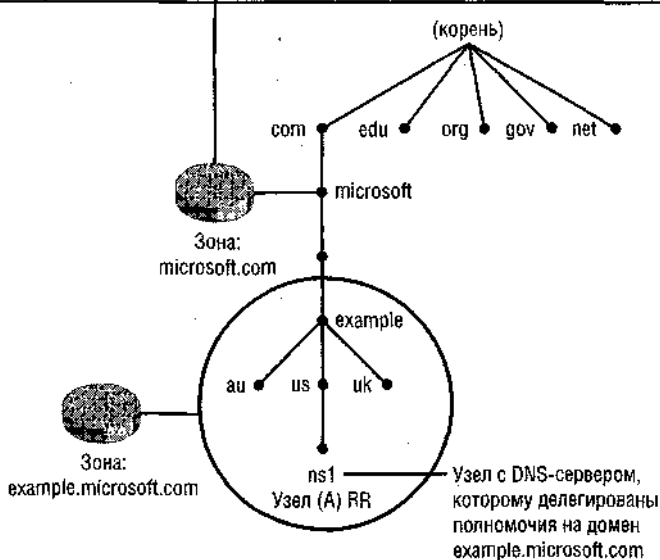 (корень)
com
edu
org
gov
net
microsoft
Зона:
microsoft.com
example
au
us
uk
Зона:
example.microsoft.com
ns1
Узел (A) RR
Узел с DNS-сервером,
которому делегированы
полномочия на домен
example.microsoft.com